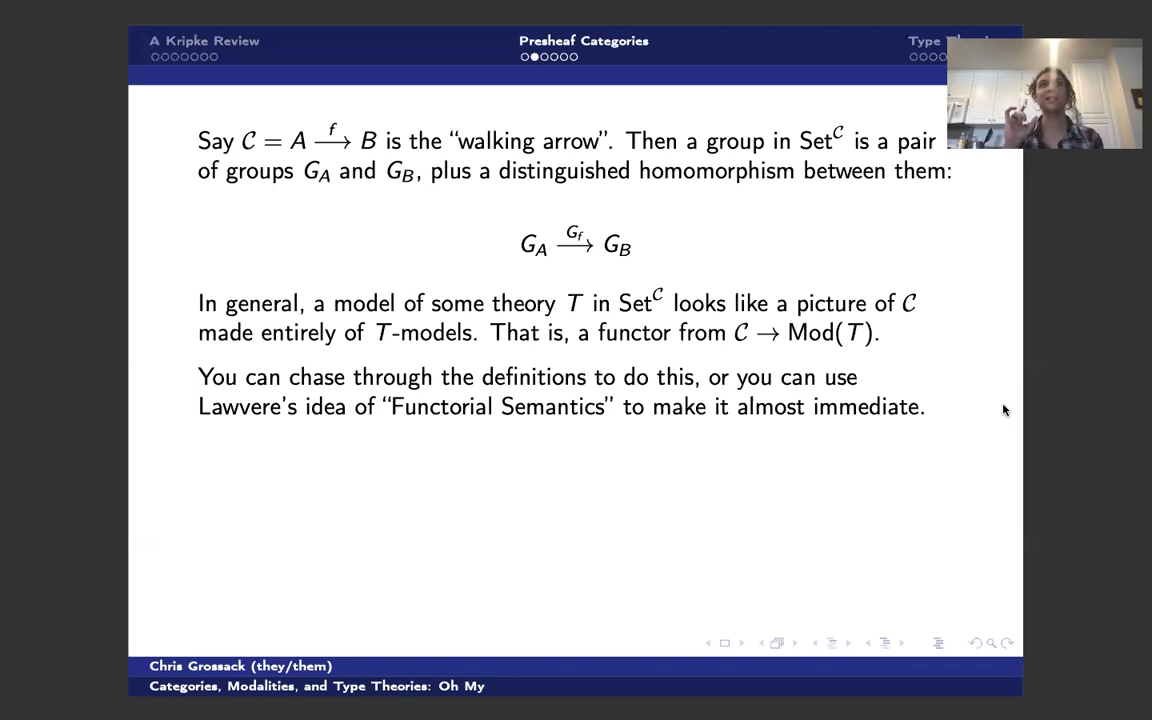 A Kripke Review
Presheaf Categories
Type
Say 𝒞 = A —f→ B is the “walking arrow”. Then a group in Set^𝒞 is a pair
of groups G_A and G_B, plus a distinguished homomorphism between them:
G_A —G_f→ G_B
In general, a model of some theory T in Set^𝒞 looks like a picture of 𝒞
made entirely of T-models. That is, a functor from 𝒞 → Mod(T).
You can chase through the definitions to do this, or you can use
Lawvere’s idea of “Functorial Semantics” to make it almost immediate.
Chris Grossack (they/them)
Categories, Modalities, and Type Theories: Oh My